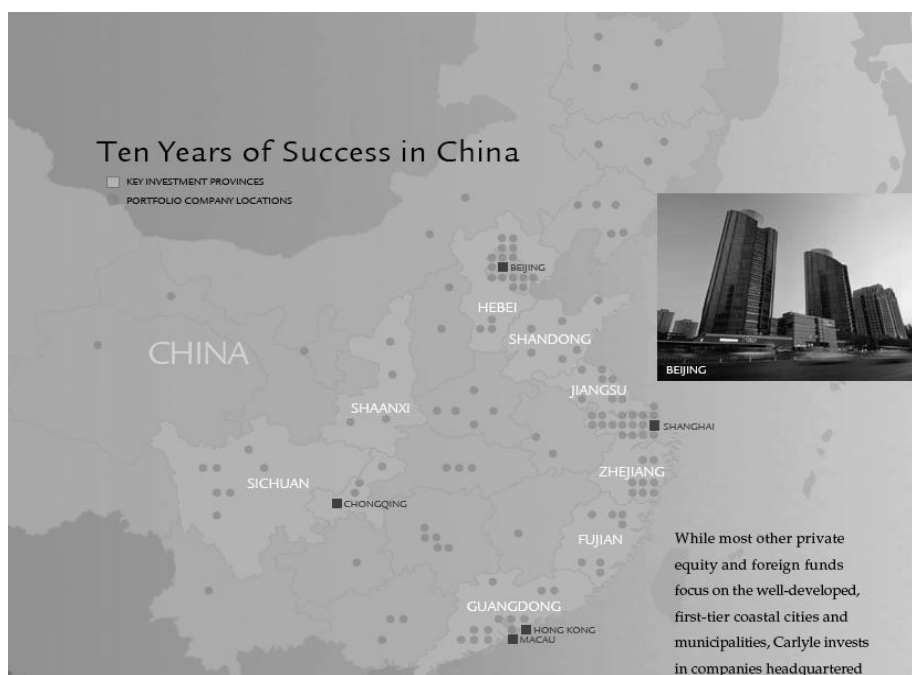 Ten Years of Success in China
KEY INVESTMENT PROVINCES
PORTFOLIO COMPANY LOCATIONS
BEIJING
HEBEI
SHANDONG
CHINA
JIANGSU
BEIJING
SHAANXI
SHANGHAI
ZHEJIANG
SICHUAN
CHONGQING
FUJIAN
While most other private
equity and foreign funds
focus on the well-developed,
first-tier coastal cities and
municipalities, Carlyle invests
in companies headquartered
GUANGDONG
HONG KONG
MACAU